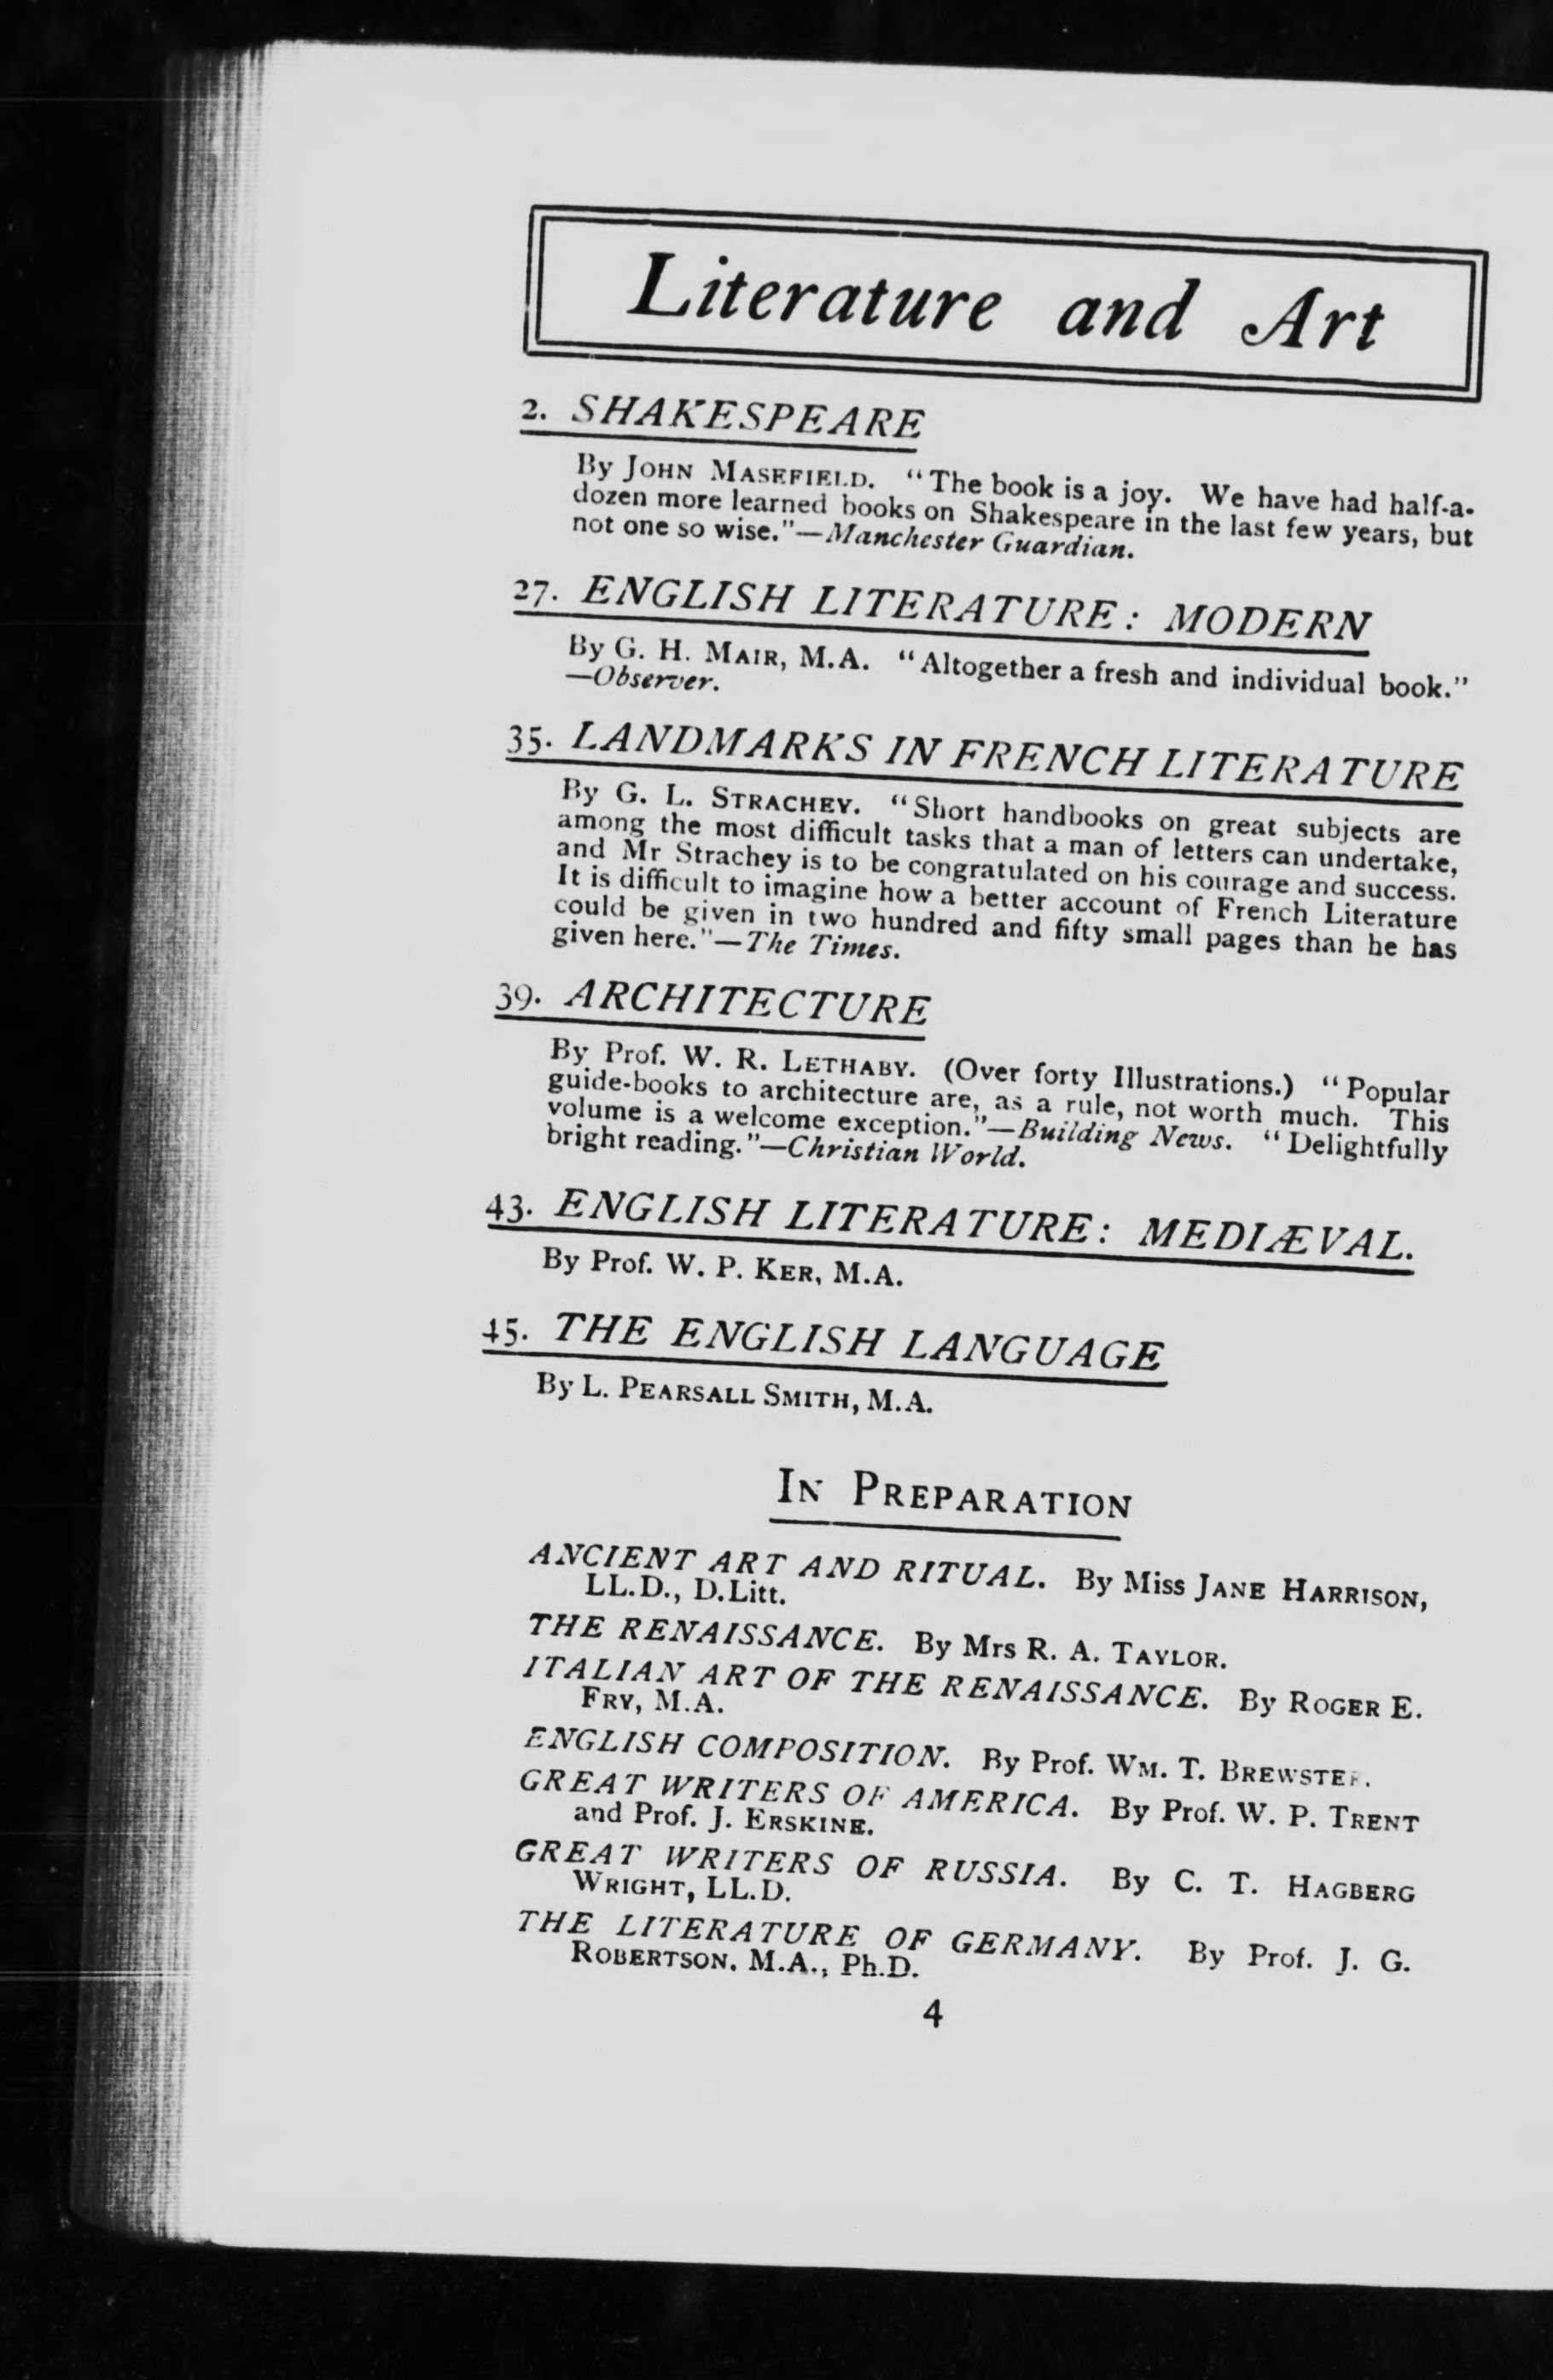 Literature and Art
2. SHAKESPEARE
By JOHN MASEFIELD. “The book is a joy. We have had half-a-
dozen more learned books on Shakespeare in the last few years, but
not one so wise.”—Manchester Guardian.
27. ENGLISH LITERATURE: MODERN
By G. H. MAIR, M.A. “Altogether a fresh and individual book.”
—Observer.
35. LANDMARKS IN FRENCH LITERATURE
By G. L. STRACHEY. “Short handbooks on great subjects are
among the most difficult tasks that a man of letters can undertake,
and Mr Strachey is to be congratulated on his courage and success.
It is difficult to imagine how a better account of French Literature
could be given in two hundred and fifty small pages than he has
given here.”—The Times.
39. ARCHITECTURE
By Prof. W. R. LETHABY. (Over forty Illustrations.) “Popular
guide-books to architecture are, as a rule, not worth much. This
volume is a welcome exception.”—Building News. “Delightfully
bright reading.”—Christian World.
43. ENGLISH LITERATURE: MEDIÆVAL.
By Prof. W. P. KER, M.A.
45. THE ENGLISH LANGUAGE
By L. PEARSALL SMITH, M.A.
IN PREPARATION
ANCIENT ART AND RITUAL. By Miss JANE HARRISON,
LL.D., D.Litt.
THE RENAISSANCE. By Mrs R. A. TAYLOR.
ITALIAN ART OF THE RENAISSANCE. By ROGER E.
FRY, M.A.
ENGLISH COMPOSITION. By Prof. WM. T. BREWSTER.
GREAT WRITERS OF AMERICA. By Prof. W. P. TRENT
and Prof. J. ERSKINE.
GREAT WRITERS OF RUSSIA. By C. T. HAGBERG
WRIGHT, LL.D.
THE LITERATURE OF GERMANY. By Prof. J. G.
ROBERTSON, M.A., Ph.D.
4